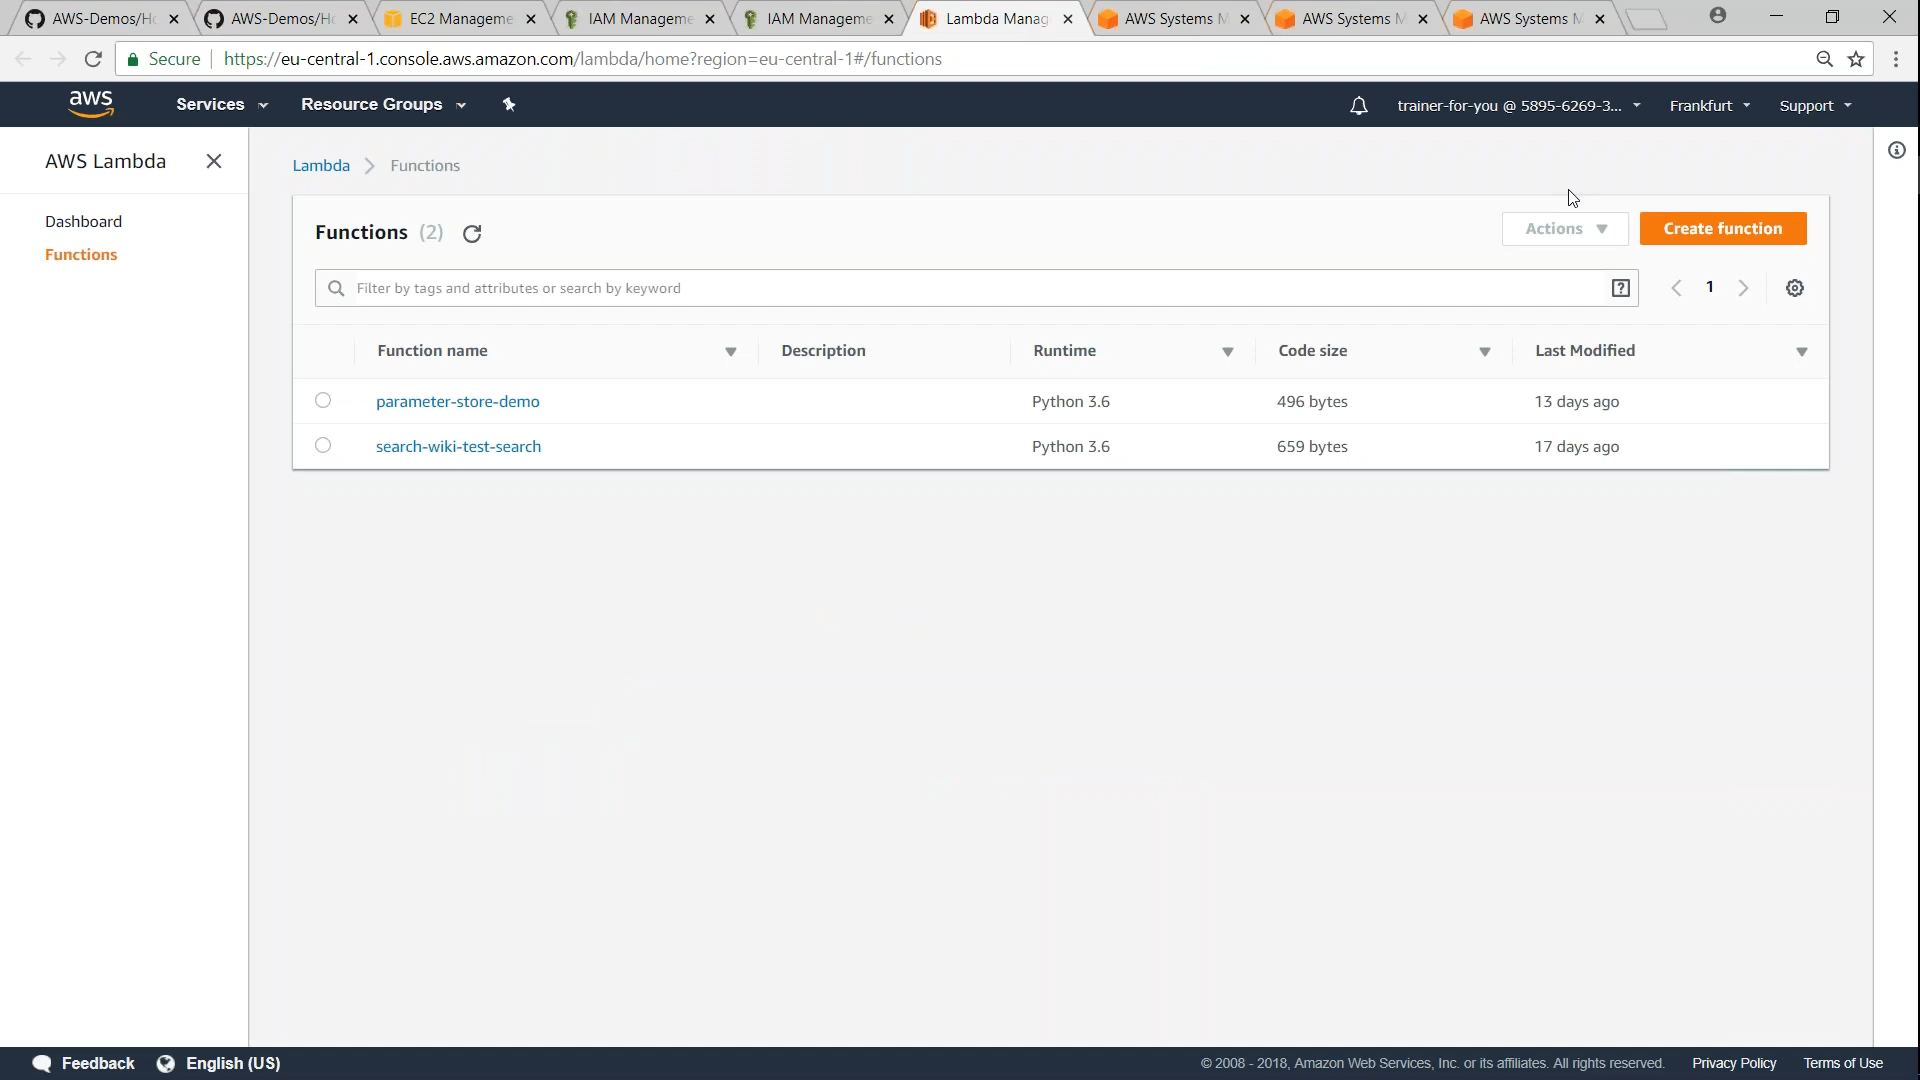 AWS-Demos/Ho AWS-Demos/Ho EC2 Manageme IAM Manageme IAM Manageme Lambda Manag AWS Systems M AWS Systems M AWS Systems M
Secure https://eu-central-1.console.aws.amazon.com/lambda/home?region=eu-central-1#/functions
aws Services Resource Groups trainer-for-you @ 5895-6269-3... Frankfurt Support
AWS Lambda
Dashboard
Functions
Lambda Functions
Functions (2) Actions Create function
Filter by tags and attributes or search by keyword 1
Function name Description Runtime Code size Last Modified
parameter-store-demo Python 3.6 496 bytes 13 days ago
search-wiki-test-search Python 3.6 659 bytes 17 days ago
Feedback English (US) © 2008 - 2018, Amazon Web Services, Inc. or its affiliates. All rights reserved. Privacy Policy Terms of Use